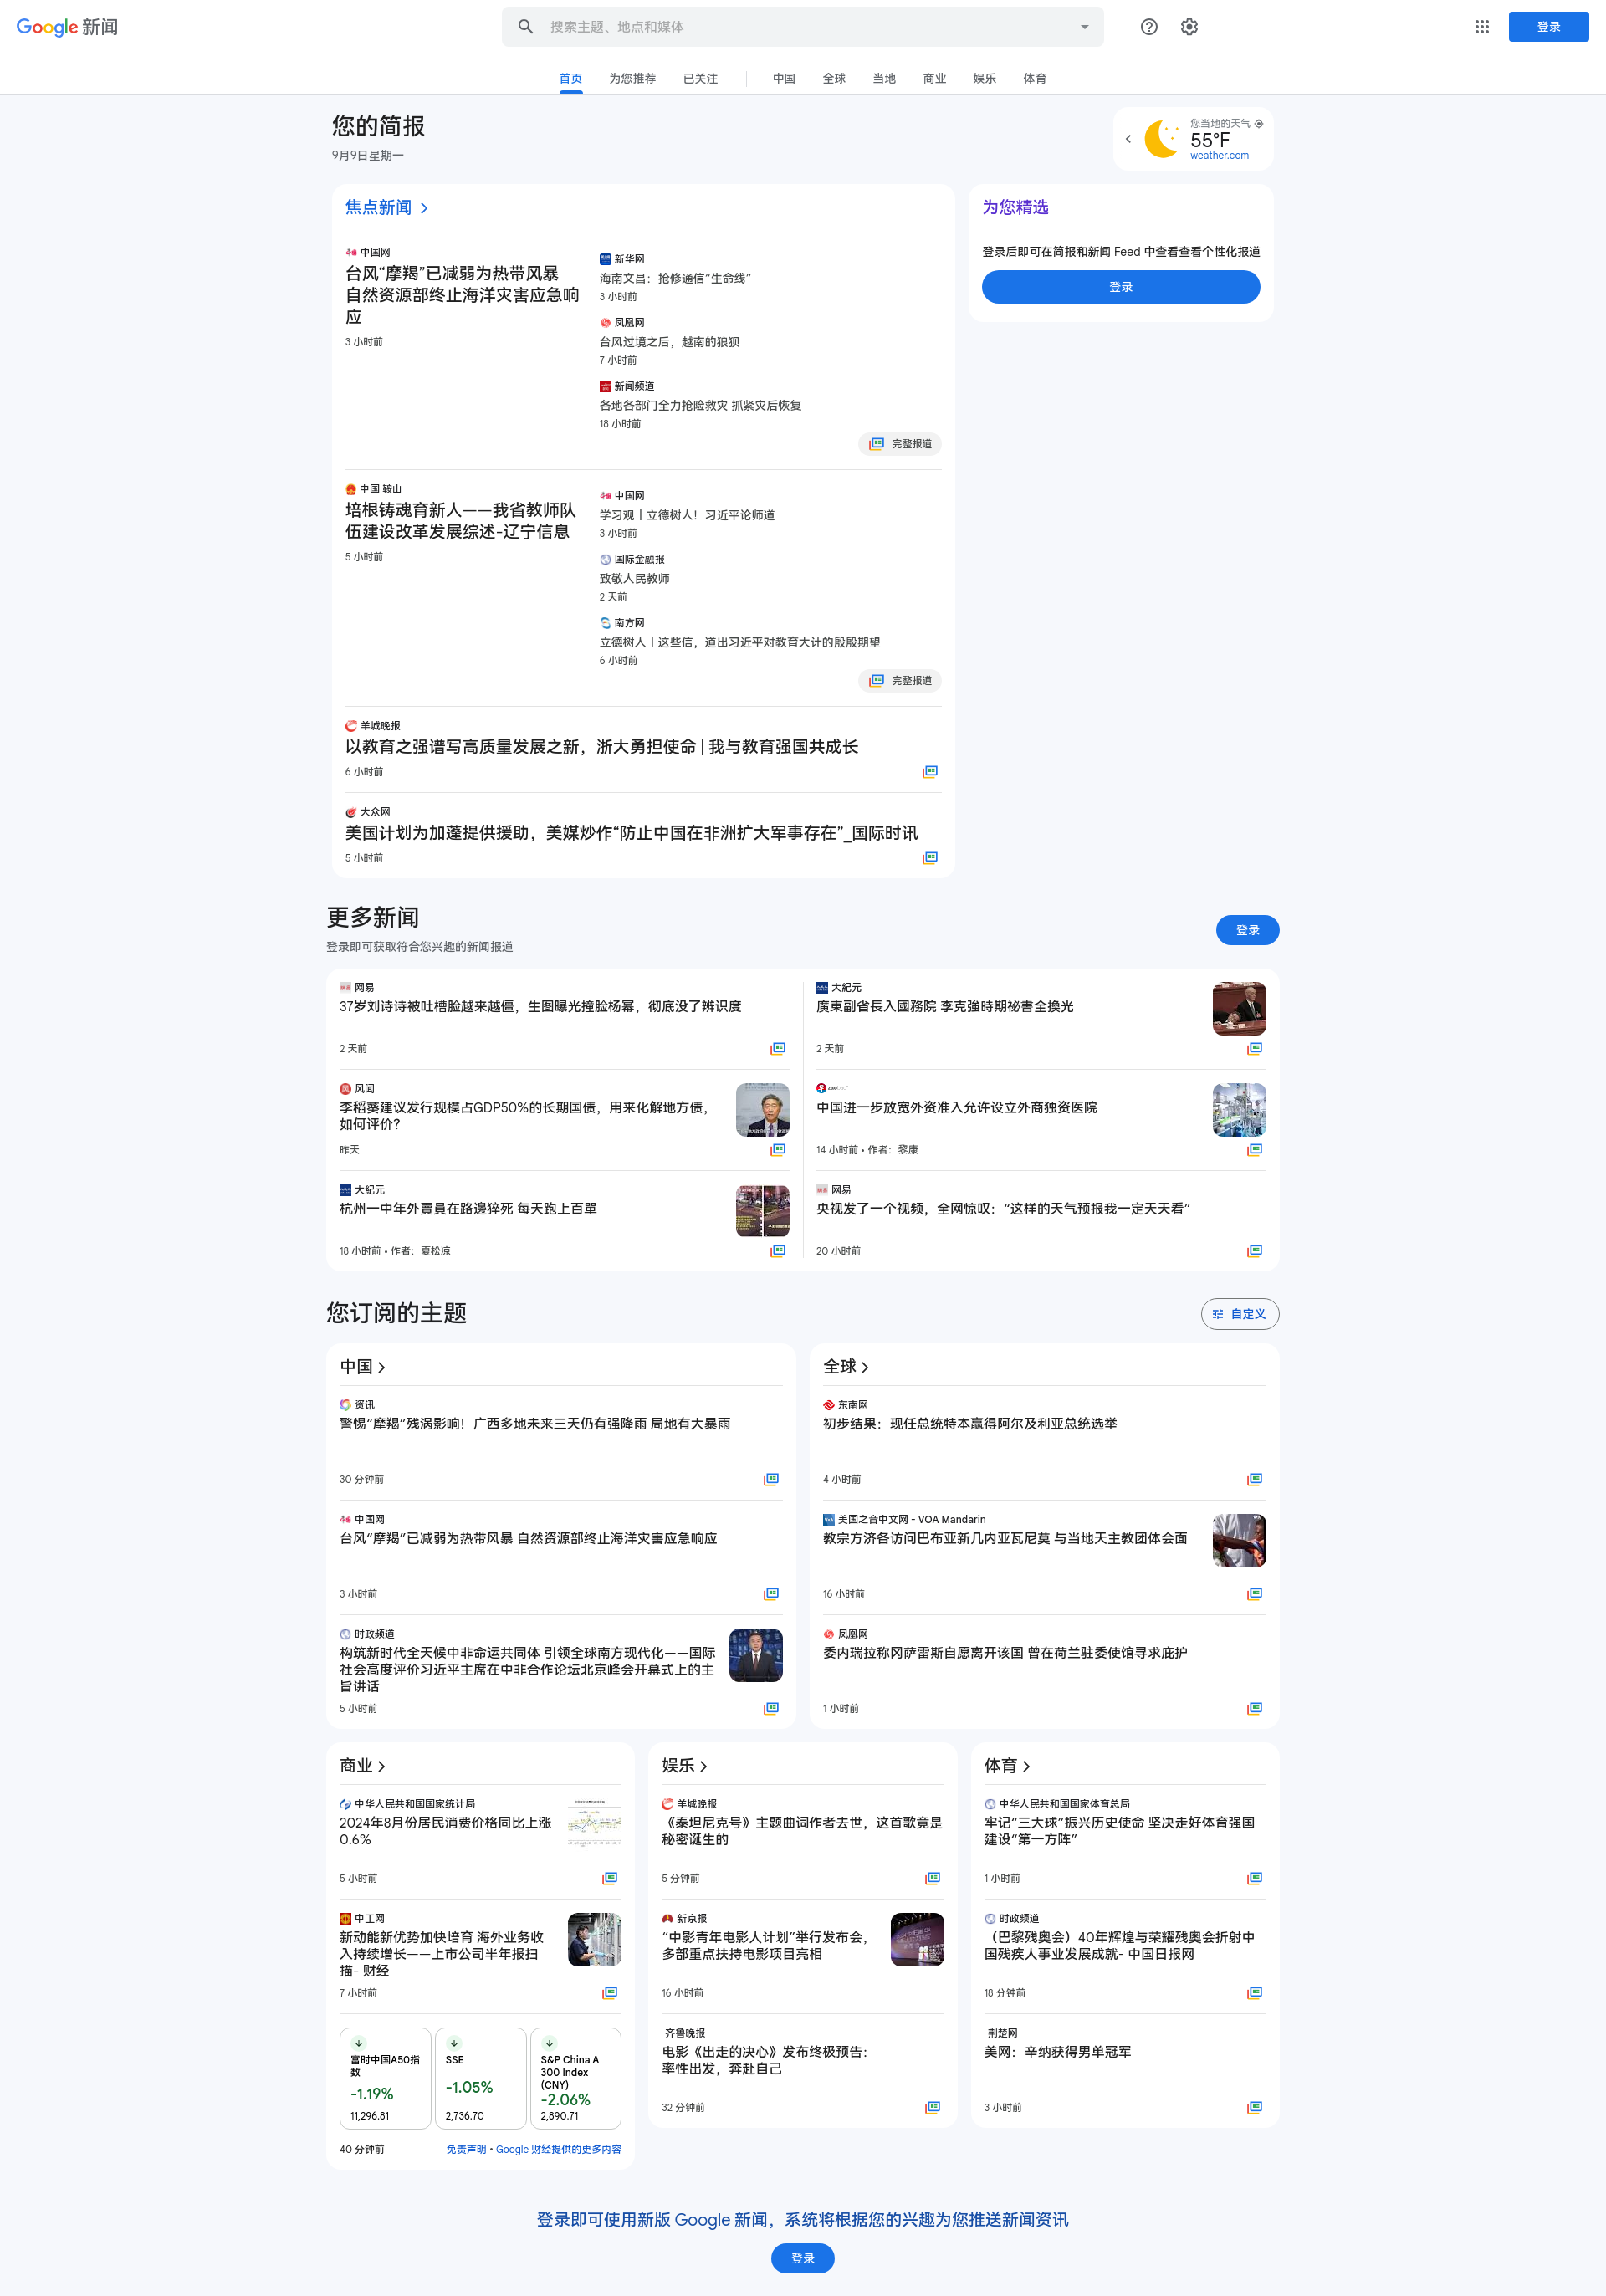 Google 新闻
搜索主题、地点和媒体
登录
首页
为您推荐
已关注
中国
全球
当地
商业
娱乐
体育
您的简报
9月9日星期一
您当地的天气
55°F
weather.com
焦点新闻
中国网
台风“摩羯”已减弱为热带风暴
自然资源部终止海洋灾害应急响
应
3 小时前
新华网
海南文昌：抢修通信“生命线”
3 小时前
凤凰网
台风过境之后，越南的狼狈
7 小时前
新闻频道
各地各部门全力抢险救灾 抓紧灾后恢复
18 小时前
完整报道
中国 鞍山
培根铸魂育新人——我省教师队
伍建设改革发展综述-辽宁信息
5 小时前
中国网
学习观丨立德树人！习近平论师道
3 小时前
国际金融报
致敬人民教师
2 天前
南方网
立德树人丨这些信，道出习近平对教育大计的殷殷期望
6 小时前
完整报道
羊城晚报
以教育之强谱写高质量发展之新，浙大勇担使命 | 我与教育强国共成长
6 小时前
大众网
美国计划为加蓬提供援助，美媒炒作“防止中国在非洲扩大军事存在”_国际时讯
5 小时前
为您精选
登录后即可在简报和新闻 Feed 中查看查看个性化报道
登录
更多新闻
登录即可获取符合您兴趣的新闻报道
登录
网易
37岁刘诗诗被吐槽脸越来越僵，生图曝光撞脸杨幂，彻底没了辨识度
2 天前
大紀元
廣東副省長入國務院 李克強時期祕書全換光
2 天前
风闻
李稻葵建议发行规模占GDP50%的长期国债，用来化解地方债，
如何评价？
昨天
中国进一步放宽外资准入允许设立外商独资医院
14 小时前 • 作者：黎康
大紀元
杭州一中年外賣員在路邊猝死 每天跑上百單
18 小时前 • 作者：夏松凉
网易
央视发了一个视频，全网惊叹：“这样的天气预报我一定天天看”
20 小时前
您订阅的主题
自定义
中国
资讯
警惕“摩羯”残涡影响！广西多地未来三天仍有强降雨 局地有大暴雨
30 分钟前
中国网
台风“摩羯”已减弱为热带风暴 自然资源部终止海洋灾害应急响应
3 小时前
时政频道
构筑新时代全天候中非命运共同体 引领全球南方现代化——国际
社会高度评价习近平主席在中非合作论坛北京峰会开幕式上的主
旨讲话
5 小时前
全球
东南网
初步结果：现任总统特本赢得阿尔及利亚总统选举
4 小时前
美国之音中文网 - VOA Mandarin
教宗方济各访问巴布亚新几内亚瓦尼莫 与当地天主教团体会面
16 小时前
凤凰网
委内瑞拉称冈萨雷斯自愿离开该国 曾在荷兰驻委使馆寻求庇护
1 小时前
商业
中华人民共和国国家统计局
2024年8月份居民消费价格同比上涨
0.6%
5 小时前
中工网
新动能新优势加快培育 海外业务收
入持续增长——上市公司半年报扫
描- 财经
7 小时前
富时中国A50指
数
-1.19%
11,296.81
SSE
-1.05%
2,736.70
S&P China A
300 Index
(CNY)
-2.06%
2,890.71
40 分钟前
免责声明 • Google 财经提供的更多内容
娱乐
羊城晚报
《泰坦尼克号》主题曲词作者去世，这首歌竟是
秘密诞生的
5 分钟前
新京报
“中影青年电影人计划”举行发布会，
多部重点扶持电影项目亮相
16 小时前
齐鲁晚报
电影《出走的决心》发布终极预告：
率性出发，奔赴自己
32 分钟前
体育
中华人民共和国国家体育总局
牢记“三大球”振兴历史使命 坚决走好体育强国
建设“第一方阵”
1 小时前
时政频道
（巴黎残奥会）40年辉煌与荣耀残奥会折射中
国残疾人事业发展成就- 中国日报网
18 分钟前
荆楚网
美网：辛纳获得男单冠军
3 小时前
登录即可使用新版 Google 新闻，系统将根据您的兴趣为您推送新闻资讯
登录